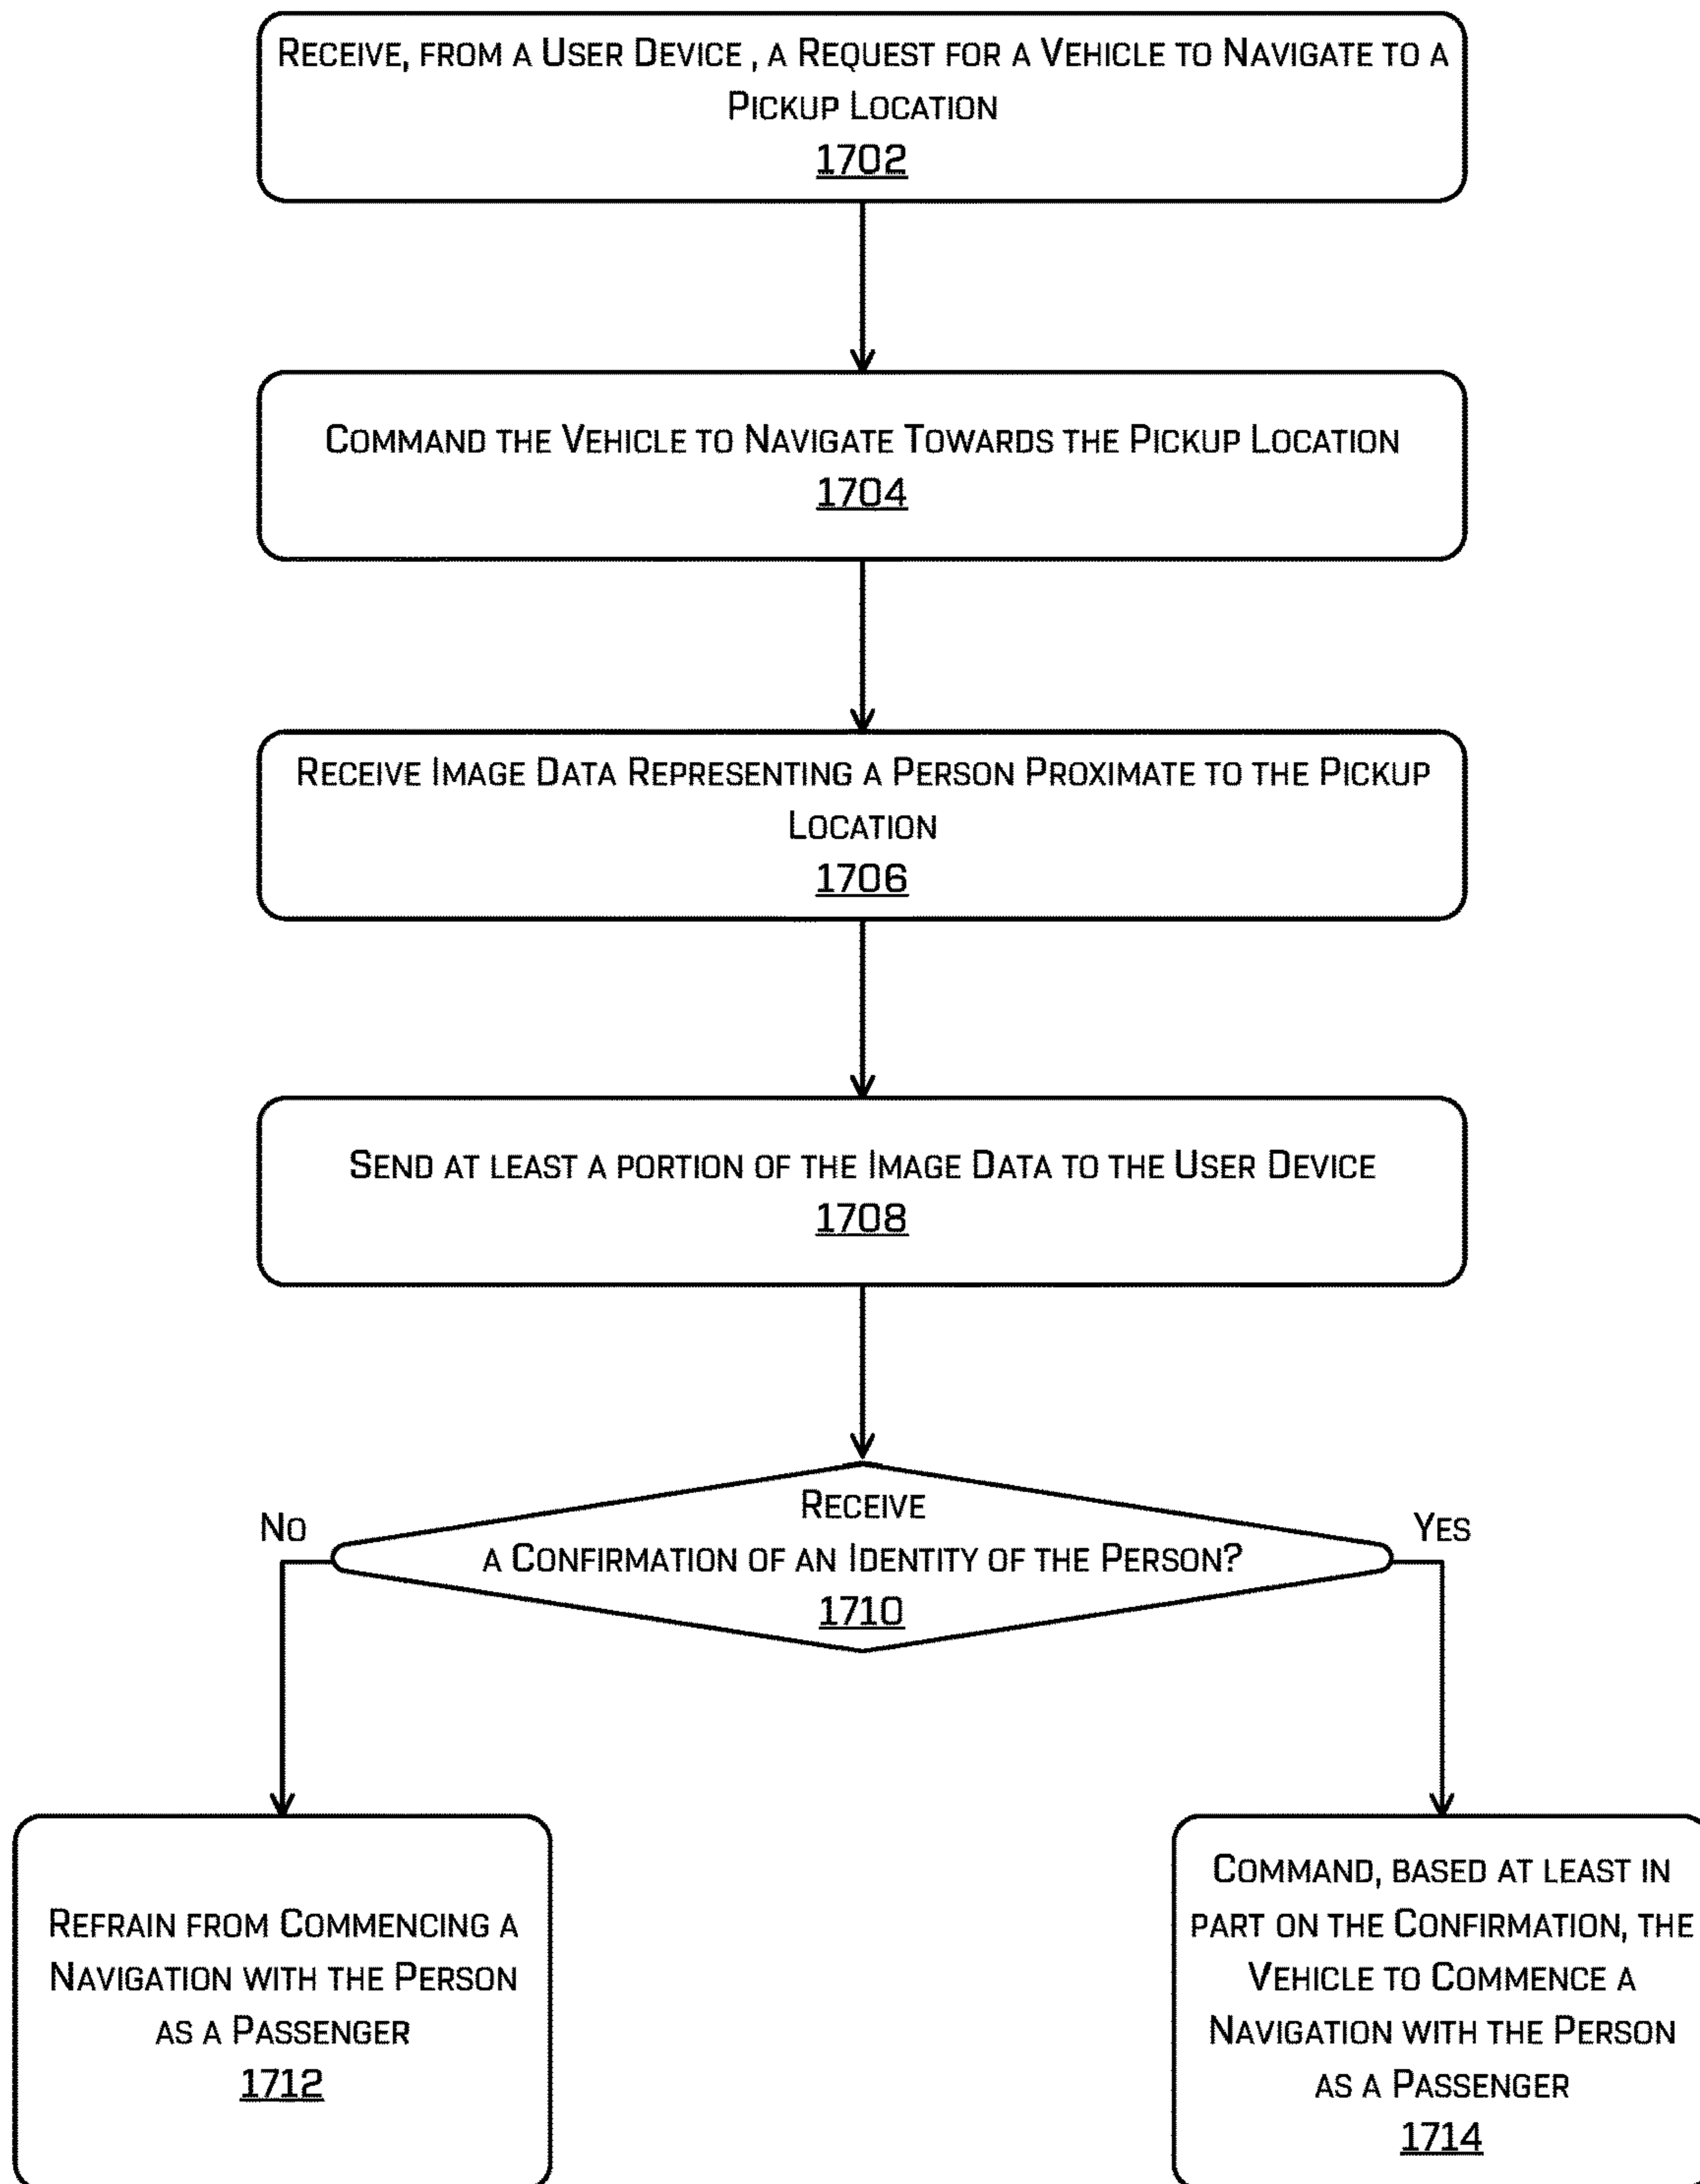 Receive, from a User Device , a Request for a Vehicle to Navigate to a
Pickup Location
1702
Command the Vehicle to Navigate Towards the Pickup Location
1704
Receive Image Data Representing a Person Proximate to the Pickup
Location
1706
Send at least a portion of the Image Data to the User Device
1708
Receive
a Confirmation of an Identity of the Person?
1710
No
Yes
Refrain from Commencing a
Navigation with the Person
as a Passenger
1712
Command, based at least in
part on the Confirmation, the
Vehicle to Commence a
Navigation with the Person
as a Passenger
1714